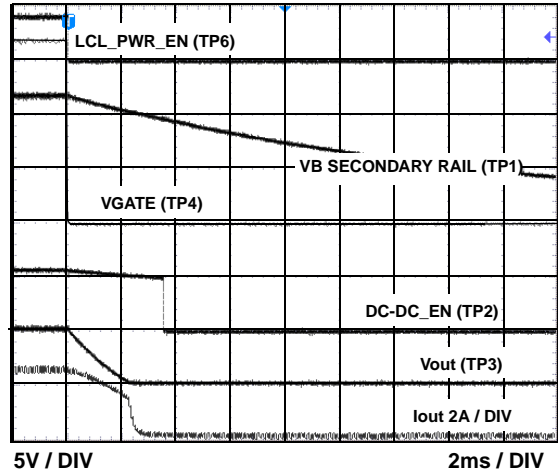 T
LCL_PWR_EN (TP6)
VB SECONDARY RAIL (TP1)
VGATE (TP4)
DC-DC_EN (TP2)
Vout (TP3)
Iout 2A / DIV
5V / DIV
2ms / DIV